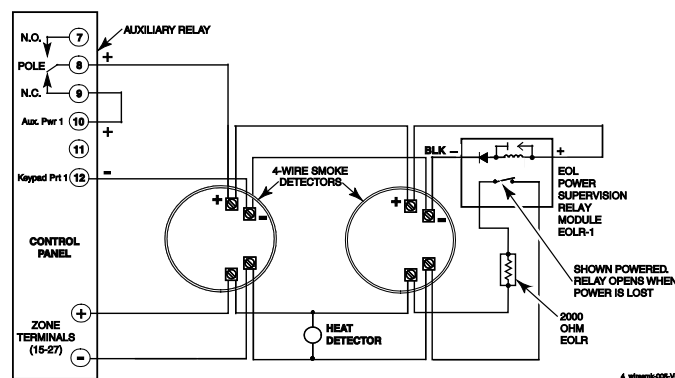 AUXILIARY RELAY
N.O. 7
+
POLE 8
N.C. 9
Aux. Pwr 1 10
+
11
-
Keypad Prt 1 12
4-WIRE SMOKE
DETECTORS
+
-
+
-
BLK -
+
EOL
POWER
SUPERVISION
RELAY
MODULE
EOLR-1
CONTROL
PANEL
SHOWN POWERED.
RELAY OPENS WHEN
POWER IS LOST
+
ZONE
TERMINALS
(15-27)
-
HEAT
DETECTOR
2000
OHM
EOLR